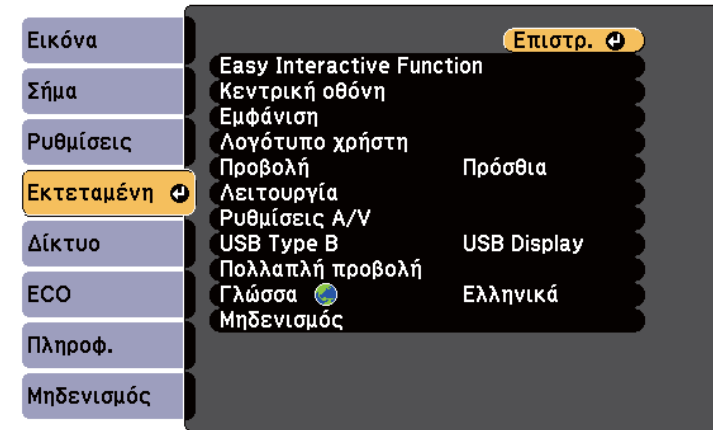 Εικόνα
Σήμα
Ρυθμίσεις
Εκτεταμένη
Δίκτυο
ECO
Πληροφ.
Μηδενισμός
Επιστρ.
Easy Interactive Function
Κεντρική οθόνη
Εμφάνιση
Λογότυπο χρήστη
Προβολή Πρόσθια
Λειτουργία
Ρυθμίσεις A/V
USB Type B USB Display
Πολλαπλή προβολή
Γλώσσα Ελληνικά
Μηδενισμός